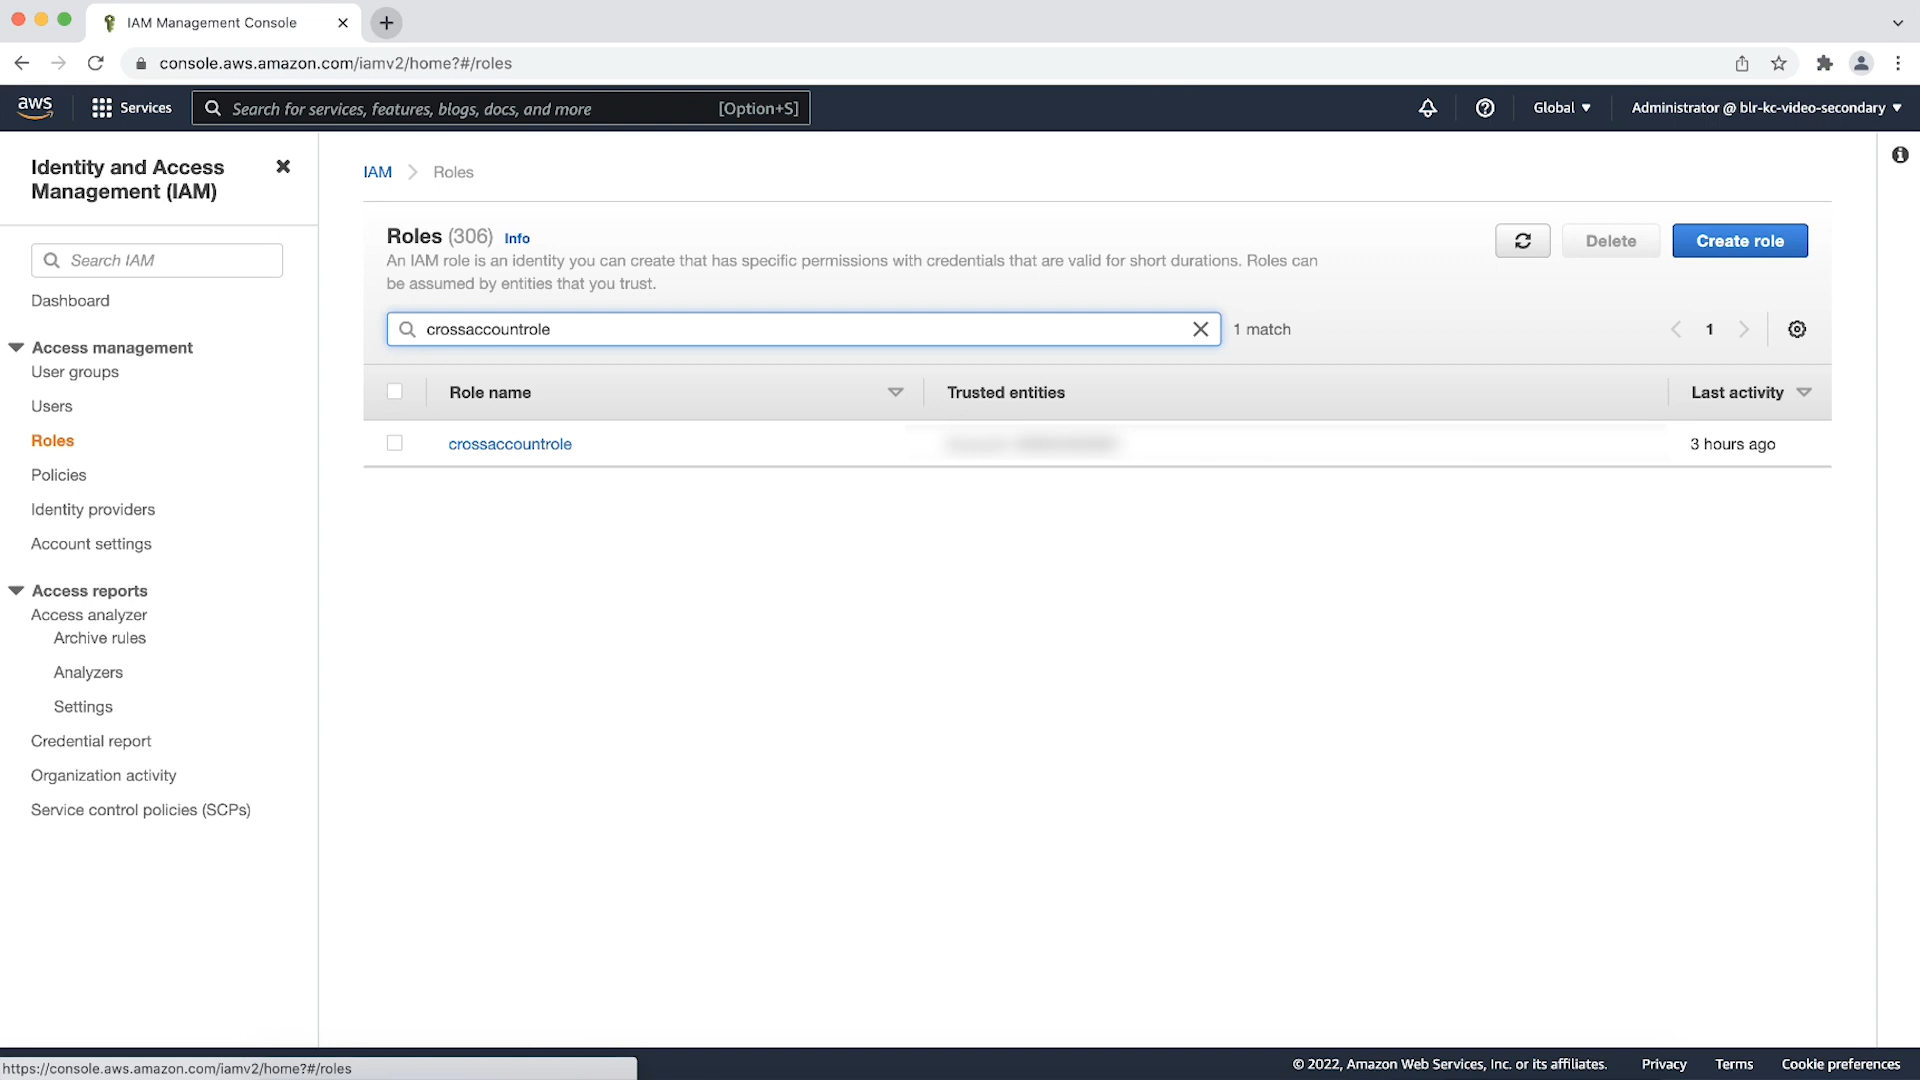 IAM Management Console
console.aws.amazon.com/iamv2/home?#/roles
aws
Services
Search for services, features, blogs, docs, and more
[Option+S]
Global
Administrator @ blr-kc-video-secondary
Identity and Access
Management (IAM)
Search IAM
Dashboard
Access management
User groups
Users
Roles
Policies
Identity providers
Account settings
Access reports
Access analyzer
Archive rules
Analyzers
Settings
Credential report
Organization activity
Service control policies (SCPs)
IAM
Roles
Roles (306) Info
An IAM role is an identity you can create that has specific permissions with credentials that are valid for short durations. Roles can
be assumed by entities that you trust.
Delete
Create role
crossaccountrole
1 match
1
Role name
Trusted entities
Last activity
crossaccountrole
3 hours ago
https://console.aws.amazon.com/iamv2/home?#/roles
© 2022, Amazon Web Services, Inc. or its affiliates.
Privacy
Terms
Cookie preferences